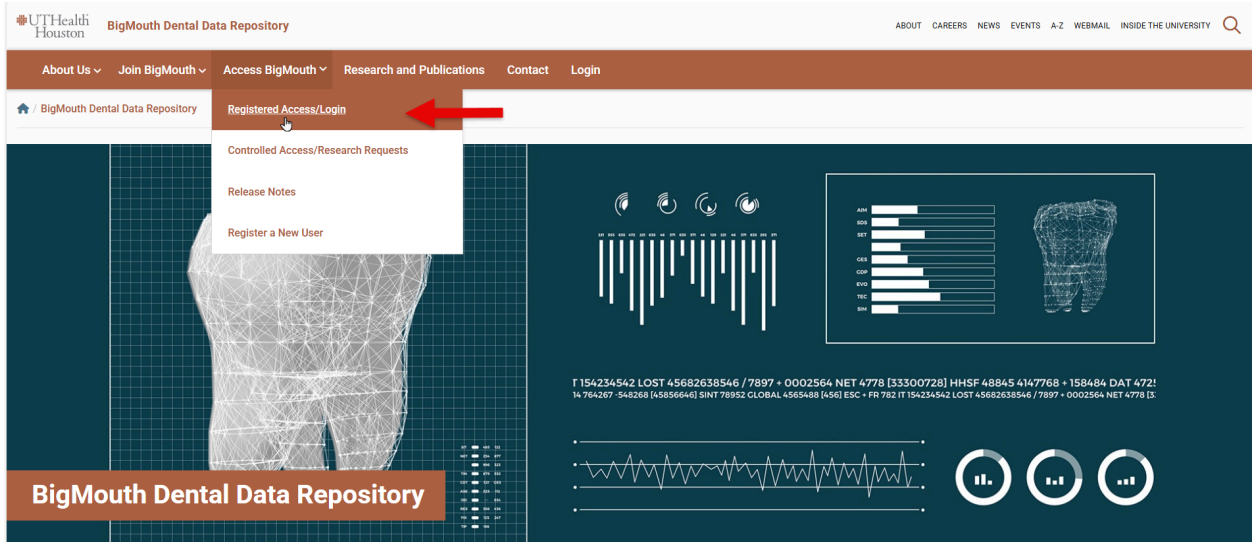 UTHealth
Houston
BigMouth Dental Data Repository
ABOUT CAREERS NEWS EVENTS A-Z WEBMAIL INSIDE THE UNIVERSITY
About Us Join BigMouth Access BigMouth Research and Publications Contact Login
/ BigMouth Dental Data Repository
Registered Access/Login
Controlled Access/Research Requests
Release Notes
Register a New User
AIM
SDS
SET
GES
CDP
EVO
TEC
SIM
154234542 LOST 45682638546 / 7897 + 0002564 NET 4778 [33300728] HHSF 48845 4147768 + 158484 DAT
14 764267 -548268 [45856646] SINT 78952 GLOBAL 4565488 [456] ESC + FR 782 IT 154234542 LOST 45682638546 / 7897 + 0002564 NET 4778
BigMouth Dental Data Repository